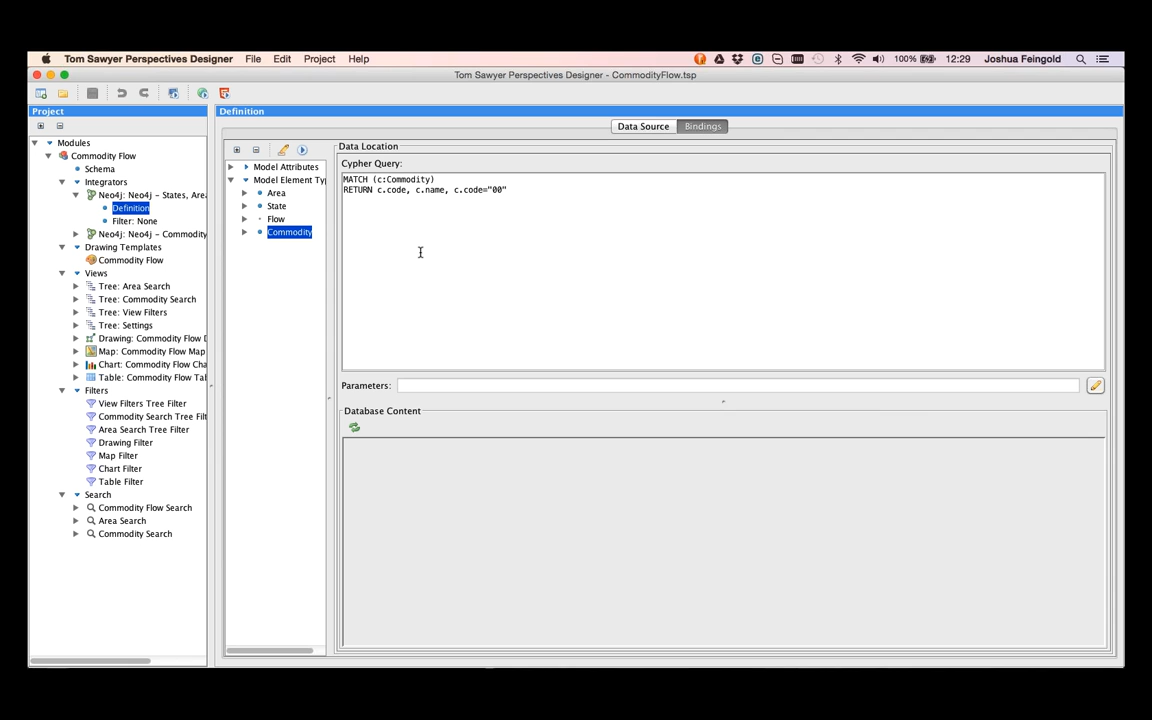 Tom Sawyer Perspectives Designer File Edit Project Help 100% 12:29 Joshua Feingold
Tom Sawyer Perspectives Designer - CommodityFlow.tsp
Project
Modules
Commodity Flow
Schema
Integrators
Neo4j: Neo4j - States, Area
Definition
Filter: None
Neo4j: Neo4j - Commodity
Drawing Templates
Commodity Flow
Views
Tree: Area Search
Tree: Commodity Search
Tree: View Filters
Tree: Settings
Drawing: Commodity Flow D
Map: Commodity Flow Map
Chart: Commodity Flow Cha
Table: Commodity Flow Tal
Filters
View Filters Tree Filter
Commodity Search Tree Filt
Area Search Tree Filter
Drawing Filter
Map Filter
Chart Filter
Table Filter
Search
Commodity Flow Search
Area Search
Commodity Search
Definition
Data Source Bindings
Model Attributes
Model Element Ty
Area
State
Flow
Commodity
Data Location
Cypher Query:
MATCH (c:Commodity)
RETURN c.code, c.name, c.code="00"
Parameters:
Database Content